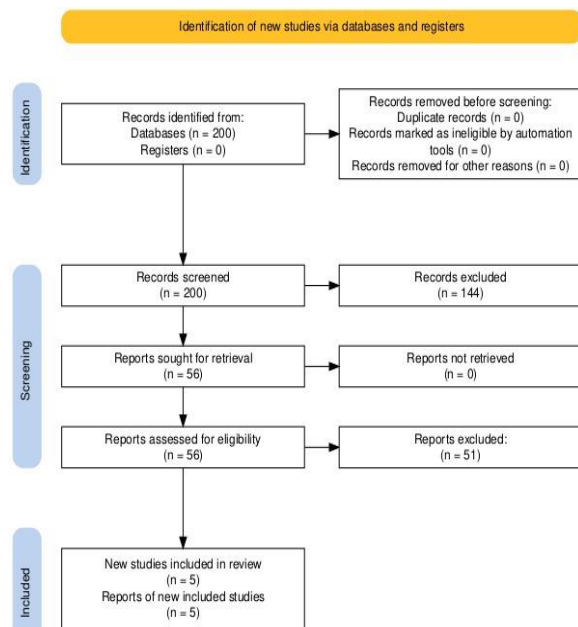 Identification of new studies via databases and registers
Identification
Records identified from:
Databases (n = 200)
Registers (n = 0)
Records removed before screening:
Duplicate records (n = 0)
Records marked as ineligible by automation
tools (n = 0)
Records removed for other reasons (n = 0)
Screening
Records screened
(n = 200)
Records excluded
(n = 144)
Reports sought for retrieval
(n = 56)
Reports not retrieved
(n = 0)
Reports assessed for eligibility
(n = 56)
Reports excluded:
(n = 51)
Included
New studies included in review
(n = 5)
Reports of new included studies
(n = 5)